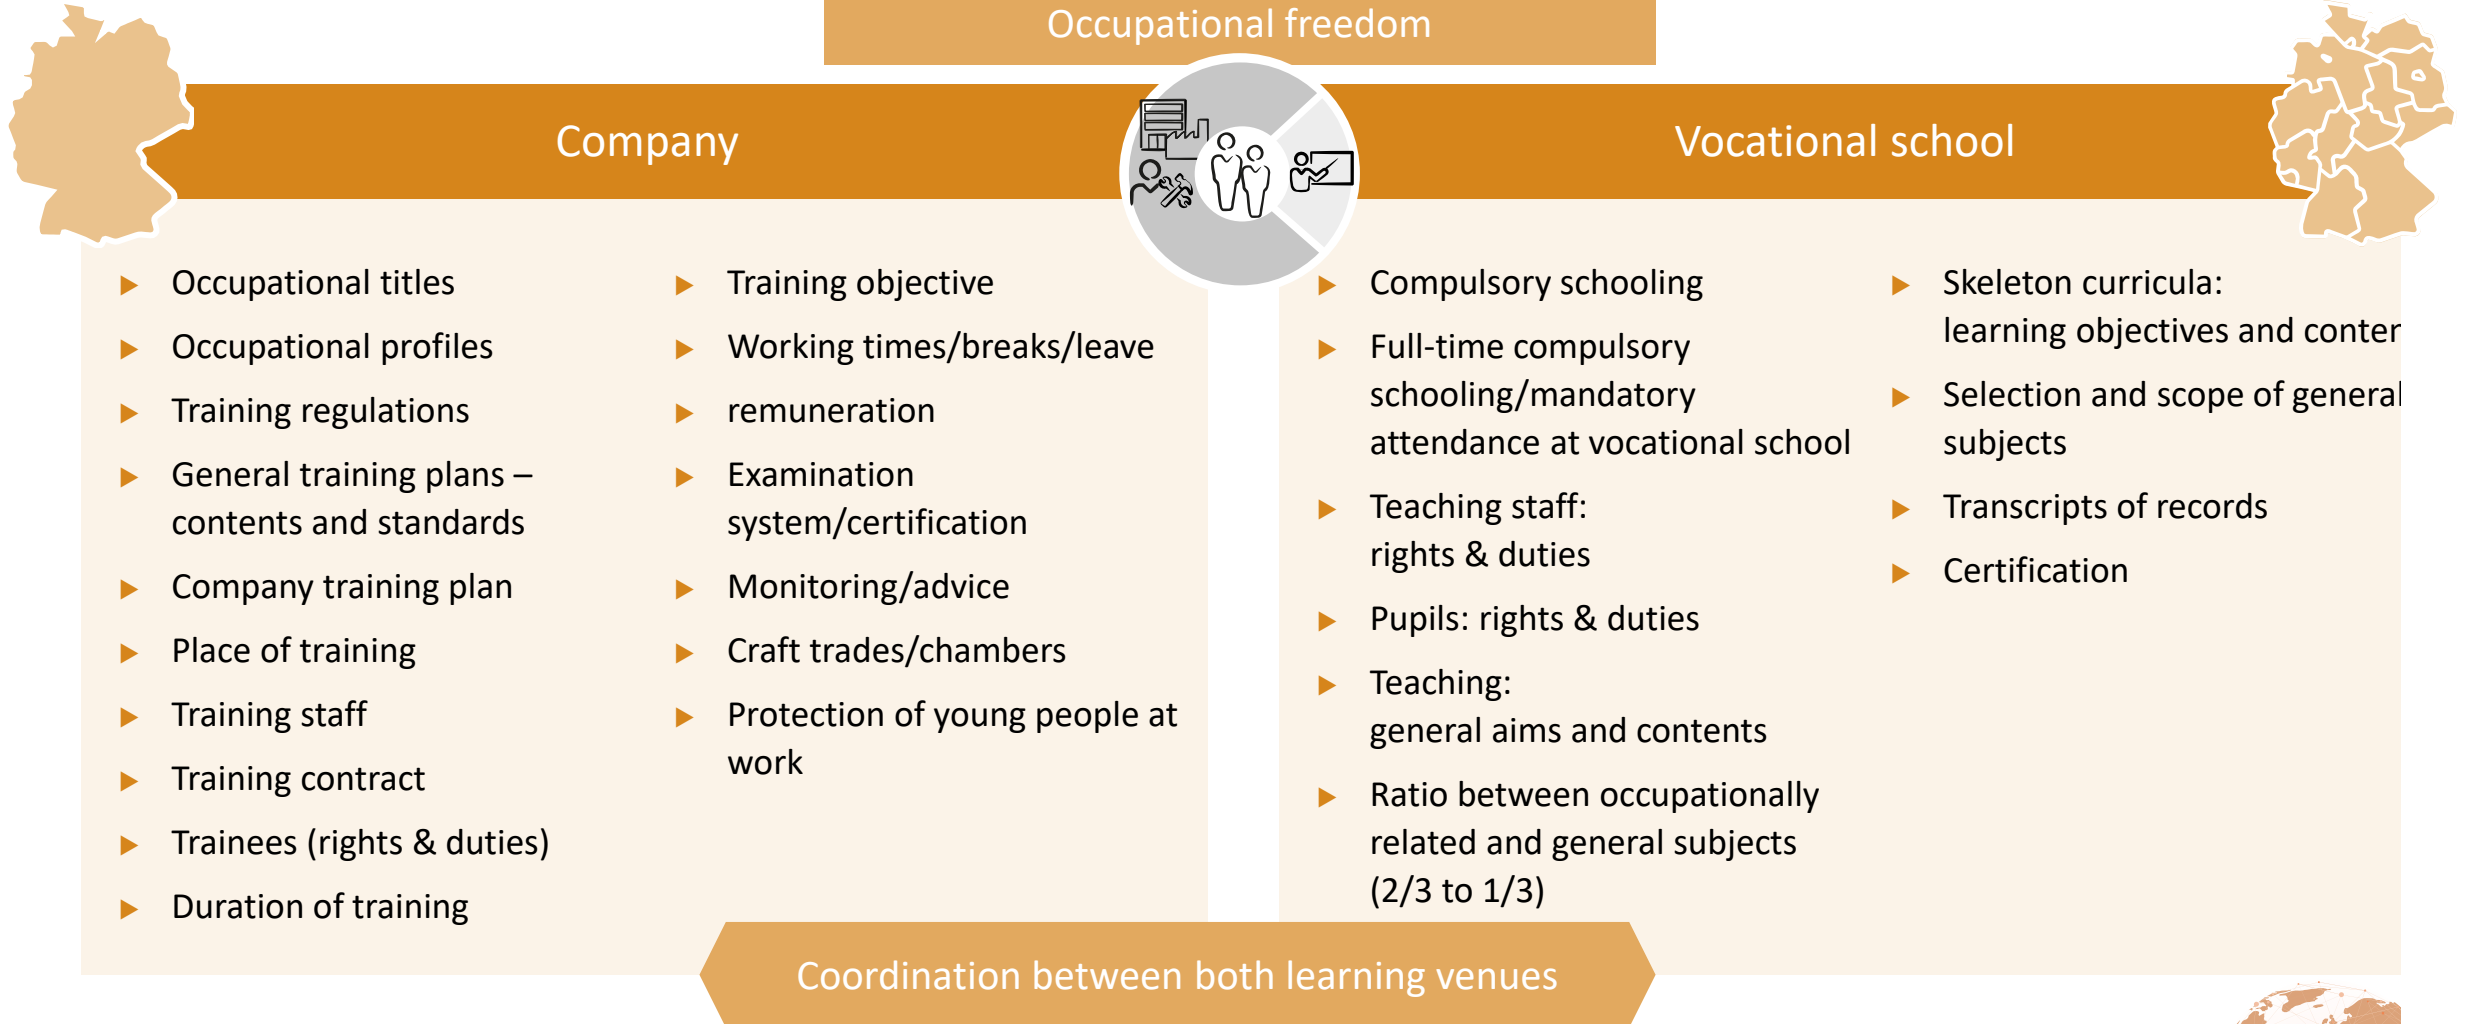 Occupational freedom
Company
Vocational school
Occupational titles
Occupational profiles
Training regulations
General training plans –
contents and standards
Company training plan
Place of training
Training staff
Training contract
Trainees (rights & duties)
Duration of training
Training objective
Working times/breaks/leave
remuneration
Examination
system/certification
Monitoring/advice
Craft trades/chambers
Protection of young people at
work
Compulsory schooling
Full-time compulsory
schooling/mandatory
attendance at vocational school
Teaching staff:
rights & duties
Pupils: rights & duties
Teaching:
general aims and contents
Ratio between occupationally
related and general subjects
(2/3 to 1/3)
Skeleton curricula:
learning objectives and
Selection and scope of general
subjects
Transcripts of records
Certification
Coordination between both learning venues